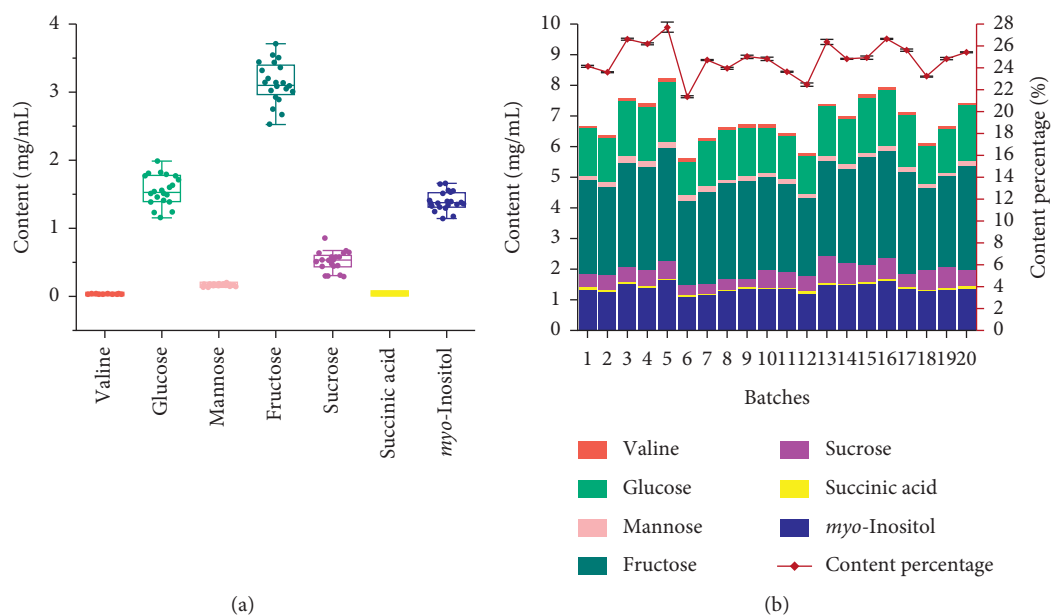 Content (mg/mL)
4
3
2
1
0
Valine
Glucose
Mannose
Fructose
Sucrose
Succinic acid
myo-Inositol
(a)
Content (mg/mL)
10
9
8
7
6
5
4
3
2
1
0
28
26
24
22
20
18
16
14
12
10
8
6
4
2
0
Content percentage (%)
1 2 3 4 5 6 7 8 9 10 11 12 13 14 15 16 17 18 19 20
Batches
Valine
Glucose
Mannose
Fructose
Sucrose
Succinic acid
myo-Inositol
Content percentage
(b)